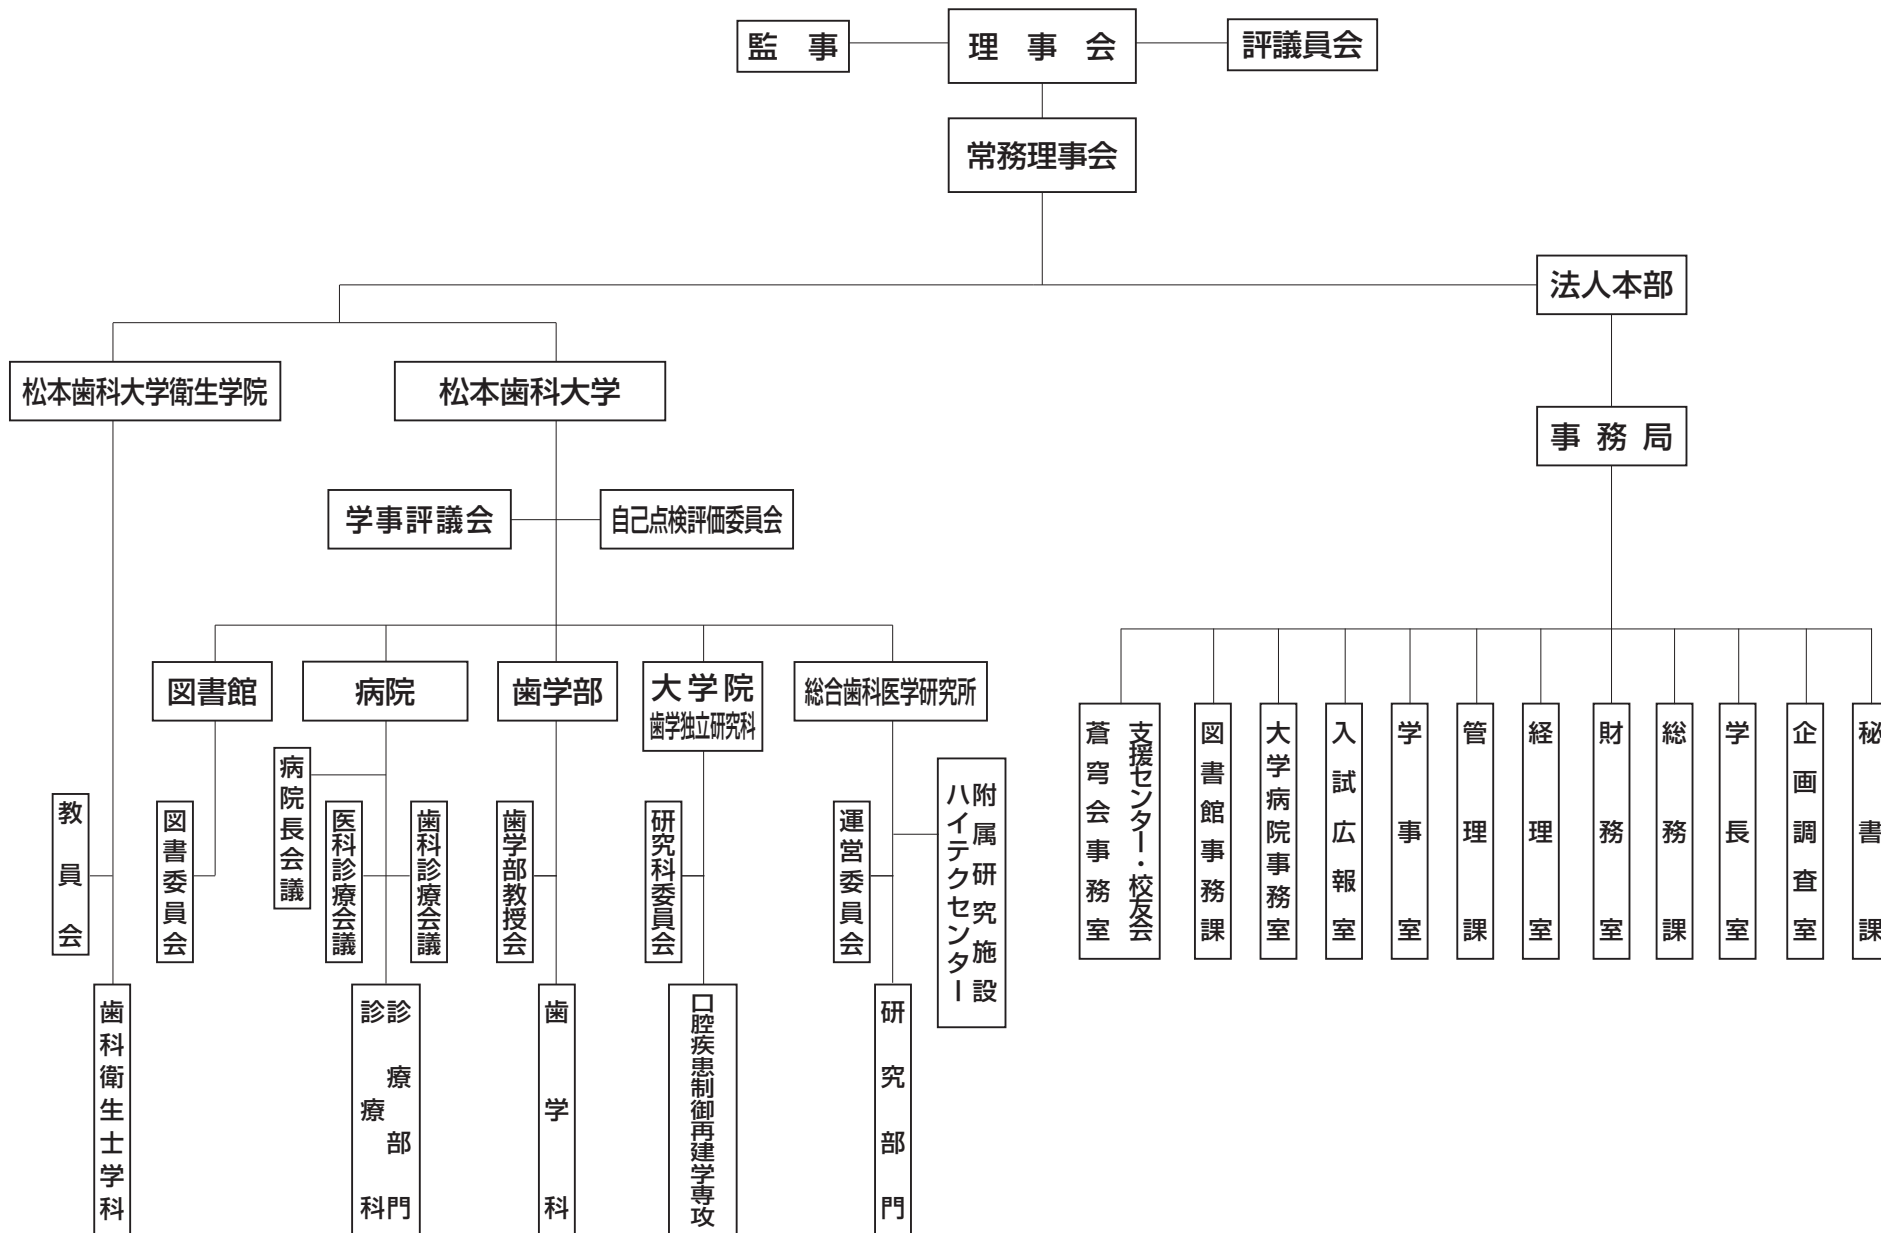 監事
理事会
評議員会
常務理事会
法人本部
松本歯科大学衛生学院
松本歯科大学
事務局
学事評議会
自己点検評価委員会
図書館
病院
歯学部
大学院
歯学独立研究科
総合歯科医学研究所
教員会
図書委員会
病院長会議
医科診療会議
歯科診療会議
歯学部教授会
研究科委員会
運営委員会
附属研究施設
ハイテクセンター
支援センター・校友会
蒼穹会事務室
図書館事務課
大学病院事務室
入試広報室
学事室
管理課
経理室
財務室
総務課
学長室
企画調査室
秘書課
歯科衛生士学科
診療部門
診療科
歯学科
口腔疾患制御再建学専攻
研究部門